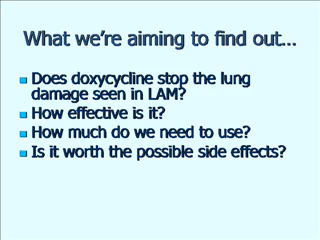 What we're aiming to find out...
Does doxycycline stop the lung
damage seen in LAM?
How effective is it?
How much do we need to use?
Is it worth the possible side effects?